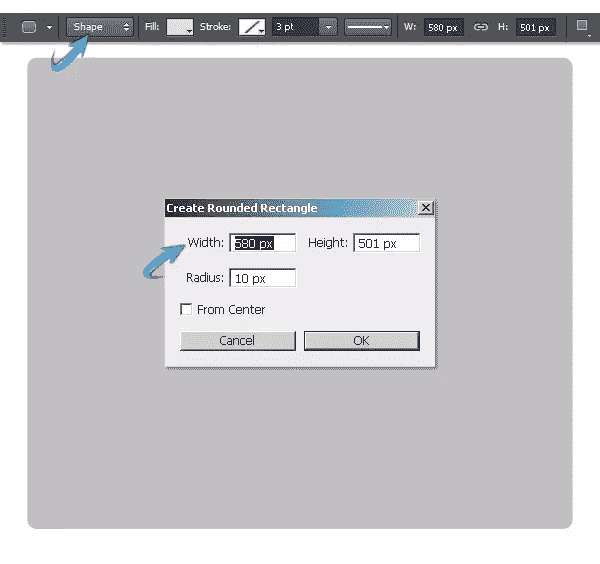 Shape Fill: Stroke: 3 pt W: 580 px H: 501 px
Create Rounded Rectangle
Width: 580 px Height: 501 px
Radius: 10 px
From Center
Cancel OK